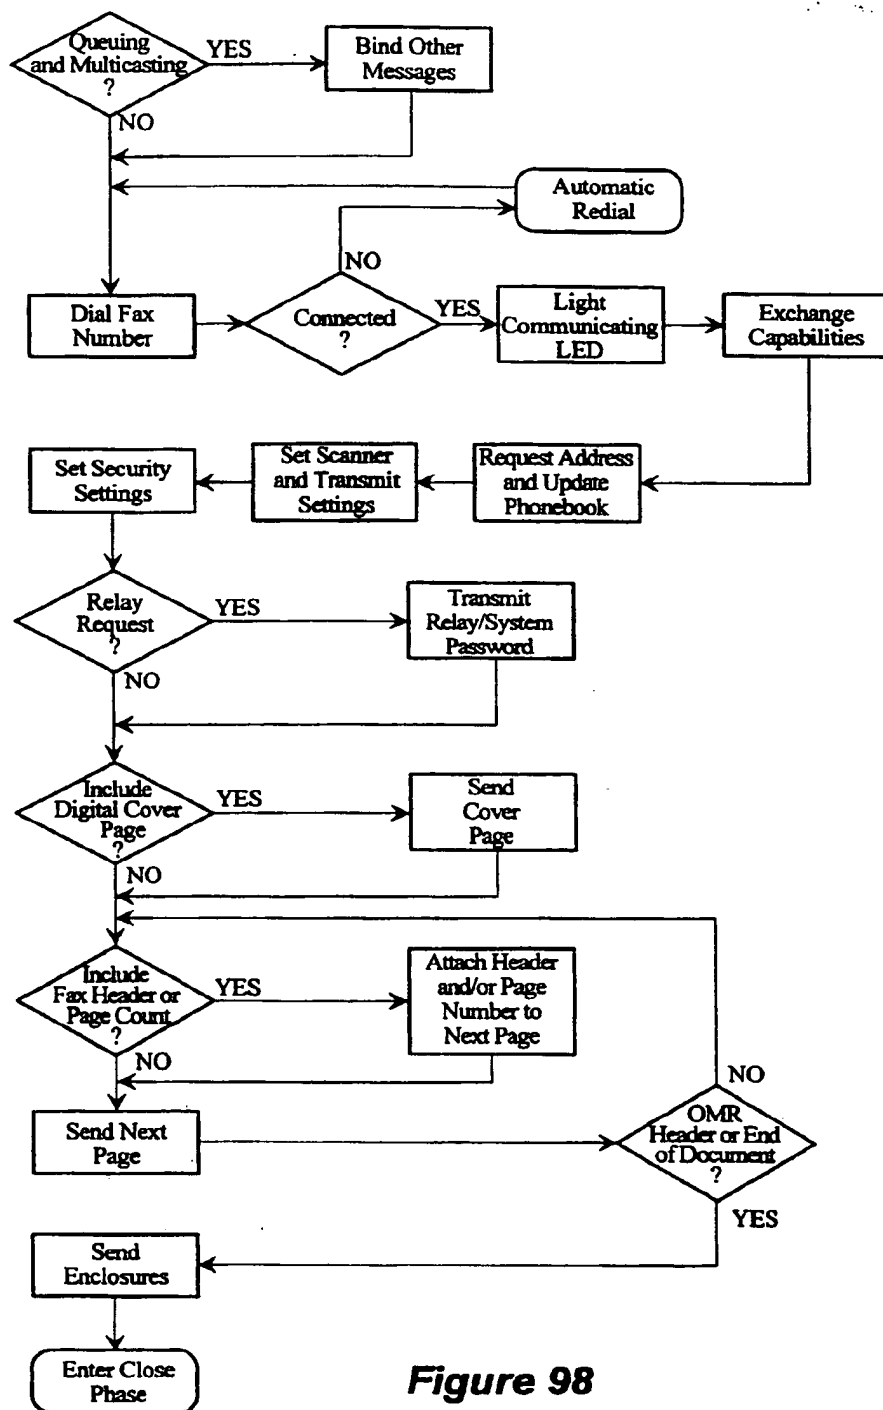 Queuing
and Multicasting
?
YES
Bind Other
Messages
NO
Automatic
Redial
NO
Dial Fax
Number
Connected
?
YES
Light
Communicating
LED
Exchange
Capabilities
Set Security
Settings
Set Scanner
and Transmit
Settings
Request Address
and Update
Phonebook
Relay
Request
?
YES
Transmit
Relay/System
Password
NO
Include
Digital Cover
Page
?
YES
Send
Cover
Page
NO
Include
Fax Header or
Page Count
?
YES
Attach Header
and/or Page
Number to
Next Page
NO
Send Next
Page
NO
OMR
Header or End
of Document
?
YES
Send
Enclosures
Enter Close
Phase
Figure 98